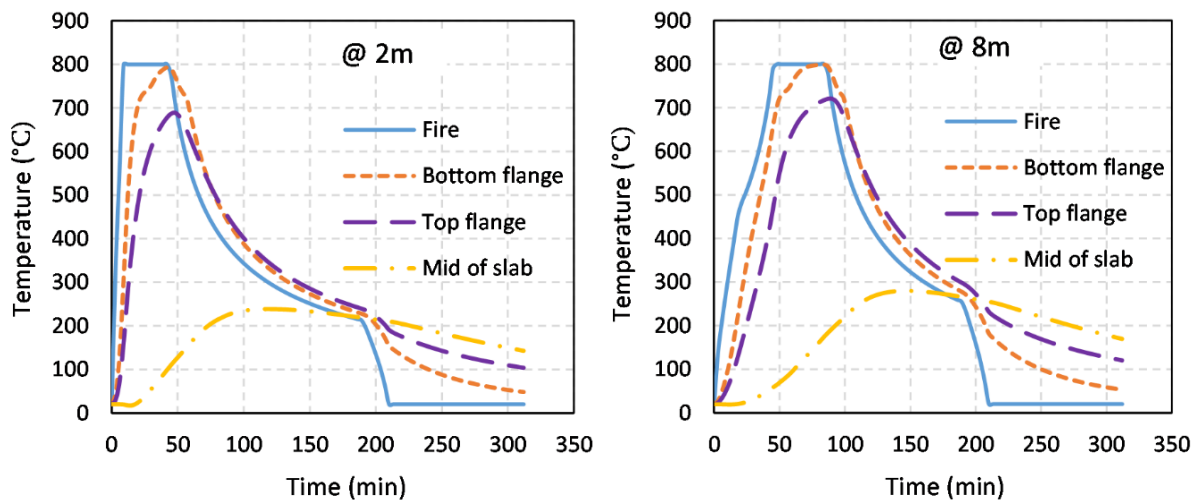 @ 2m
Temperature (°C)
900
800
700
600
500
400
300
200
100
0
Fire
Bottom flange
Top flange
Mid of slab
0 50 100 150 200 250 300 350
Time (min)
@ 8m
Temperature (°C)
900
800
700
600
500
400
300
200
100
0
Fire
Bottom flange
Top flange
Mid of slab
0 50 100 150 200 250 300 350
Time (min)